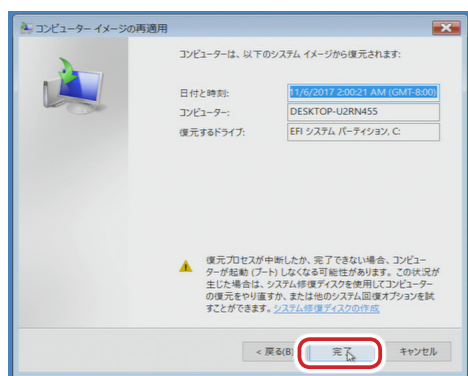 コンピューター イメージの再適用
コンピューターは、以下のシステム イメージから復元されます:
日付と時刻: 11/6/2017 2:00:21 AM (GMT-8:00)
コンピューター: DESKTOP-U2RN455
復元するドライブ: EFI システム パーティション, C:
復元プロセスが中断したか、完了できない場合、コンピュー
ターが起動 (ブート) しなくなる可能性があります。この状況が
生じた場合は、システム修復ディスクを使用してコンピューター
の復元をやり直すか、または他のシステム回復オプションを試
すことができます。システム修復ディスクの作成
< 戻る(B) 完了 キャンセル